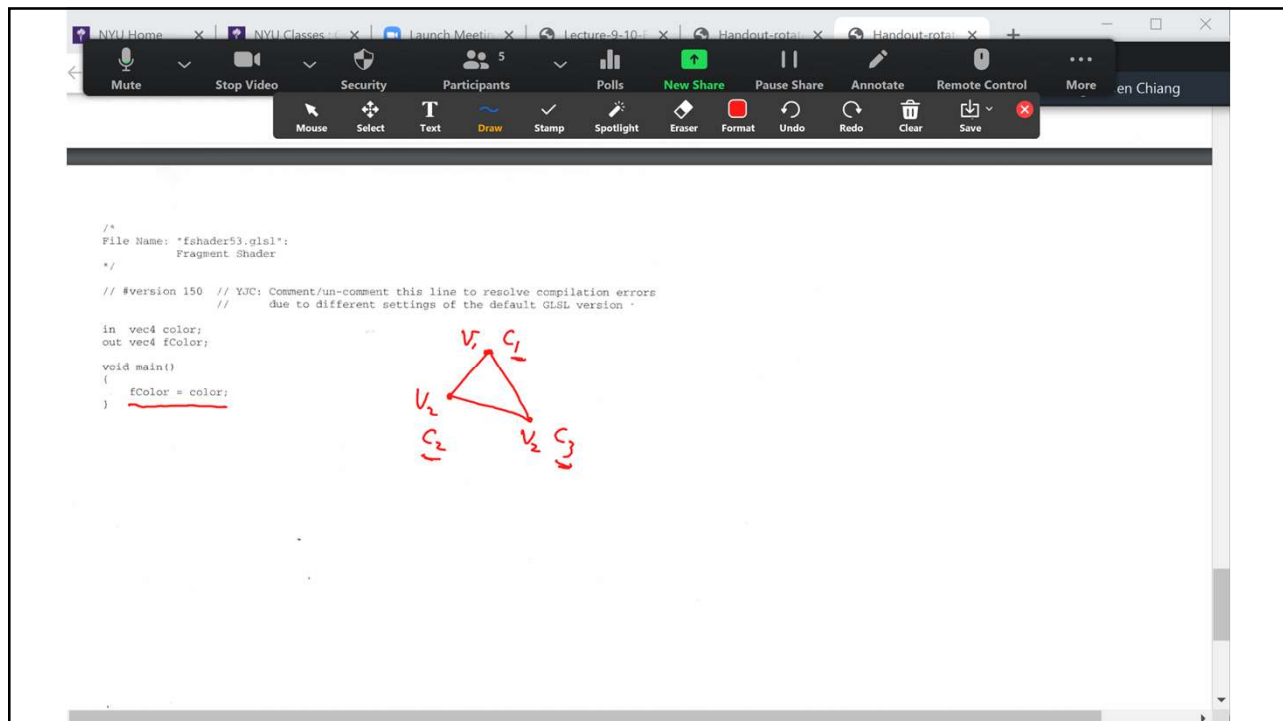 NYU Home
NYU Classes :
Launch Meetin
Lecture-9-10-
Handout-rotat
Handout-rotat
Mute
Stop Video
Security
Participants 5
Polls
New Share
Pause Share
Annotate
Remote Control
More
en Chiang
Mouse
Select
Text
Draw
Stamp
Spotlight
Eraser
Format
Undo
Redo
Clear
Save
/*
File Name: "fshader53.glsl":
Fragment Shader
*/
// #version 150 // YJC: Comment/un-comment this line to resolve compilation errors
// due to different settings of the default GLSL version
in vec4 color;
out vec4 fColor;
void main()
{
fColor = color;
}
V₁ C₁
V₂
C₂
V₂ C₃